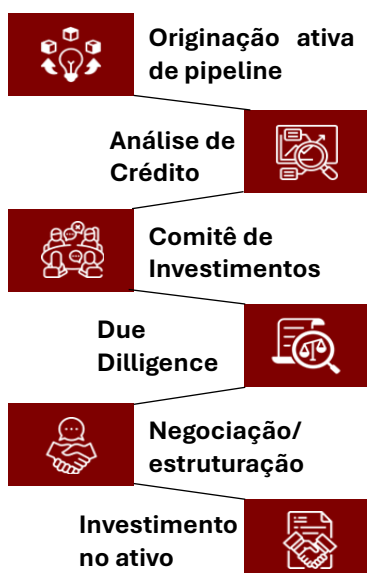 Originação ativa
de pipeline
Análise de
Crédito
Comitê de
Investimentos
Due
Dilligence
Negociação/
estruturação
Investimento
no ativo